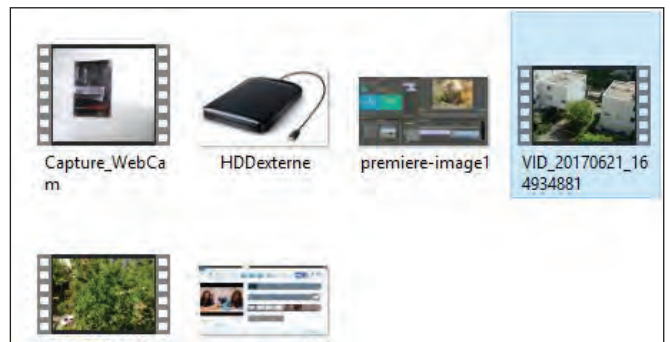 Capture_WebCa
m
HDDexterne
premiere-image1
VID_20170621_16
4934881